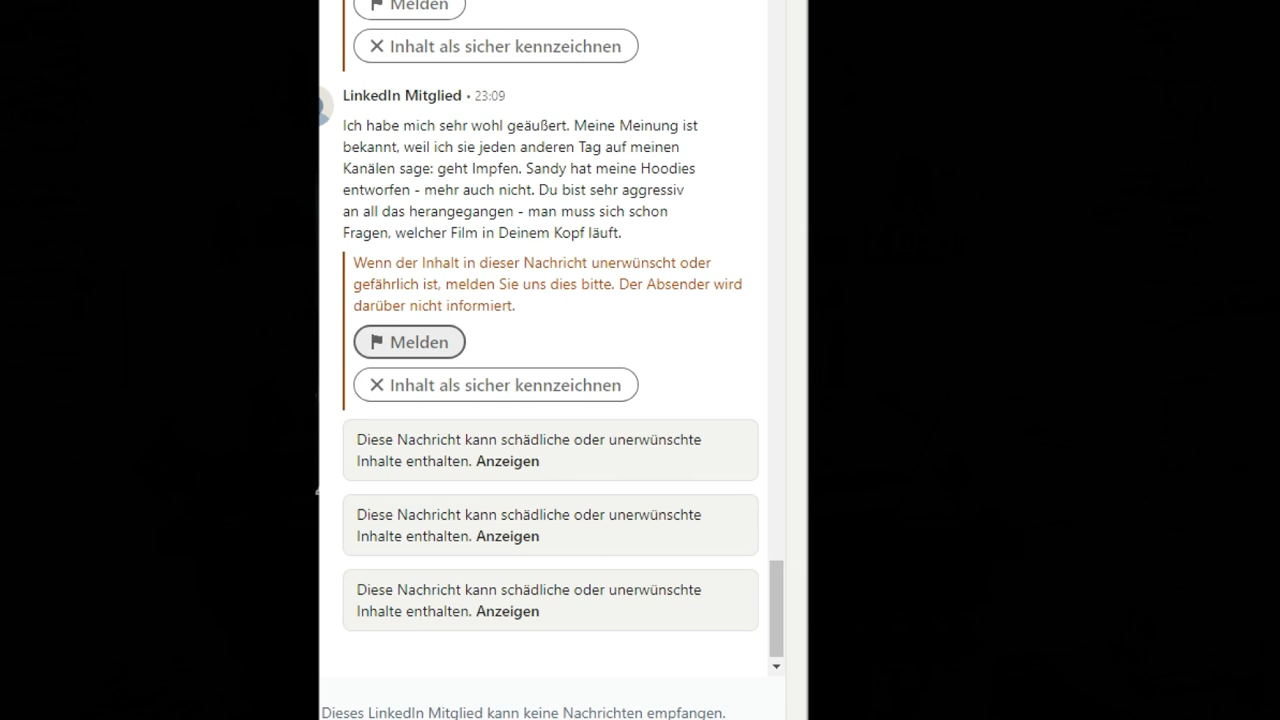 Melden
Inhalt als sicher kennzeichnen
LinkedIn Mitglied • 23:09
Ich habe mich sehr wohl geäußert. Meine Meinung ist
bekannt, weil ich sie jeden anderen Tag auf meinen
Kanälen sage: geht Impfen. Sandy hat meine Hoodies
entworfen - mehr auch nicht. Du bist sehr aggressiv
an all das herangegangen - man muss sich schon
Fragen, welcher Film in Deinem Kopf läuft.
Wenn der Inhalt in dieser Nachricht unerwünscht oder
gefährlich ist, melden Sie uns dies bitte. Der Absender wird
darüber nicht informiert.
Melden
Inhalt als sicher kennzeichnen
Diese Nachricht kann schädliche oder unerwünschte
Inhalte enthalten. Anzeigen
Diese Nachricht kann schädliche oder unerwünschte
Inhalte enthalten. Anzeigen
Diese Nachricht kann schädliche oder unerwünschte
Inhalte enthalten. Anzeigen
Dieses LinkedIn Mitglied kann keine Nachrichten empfangen.